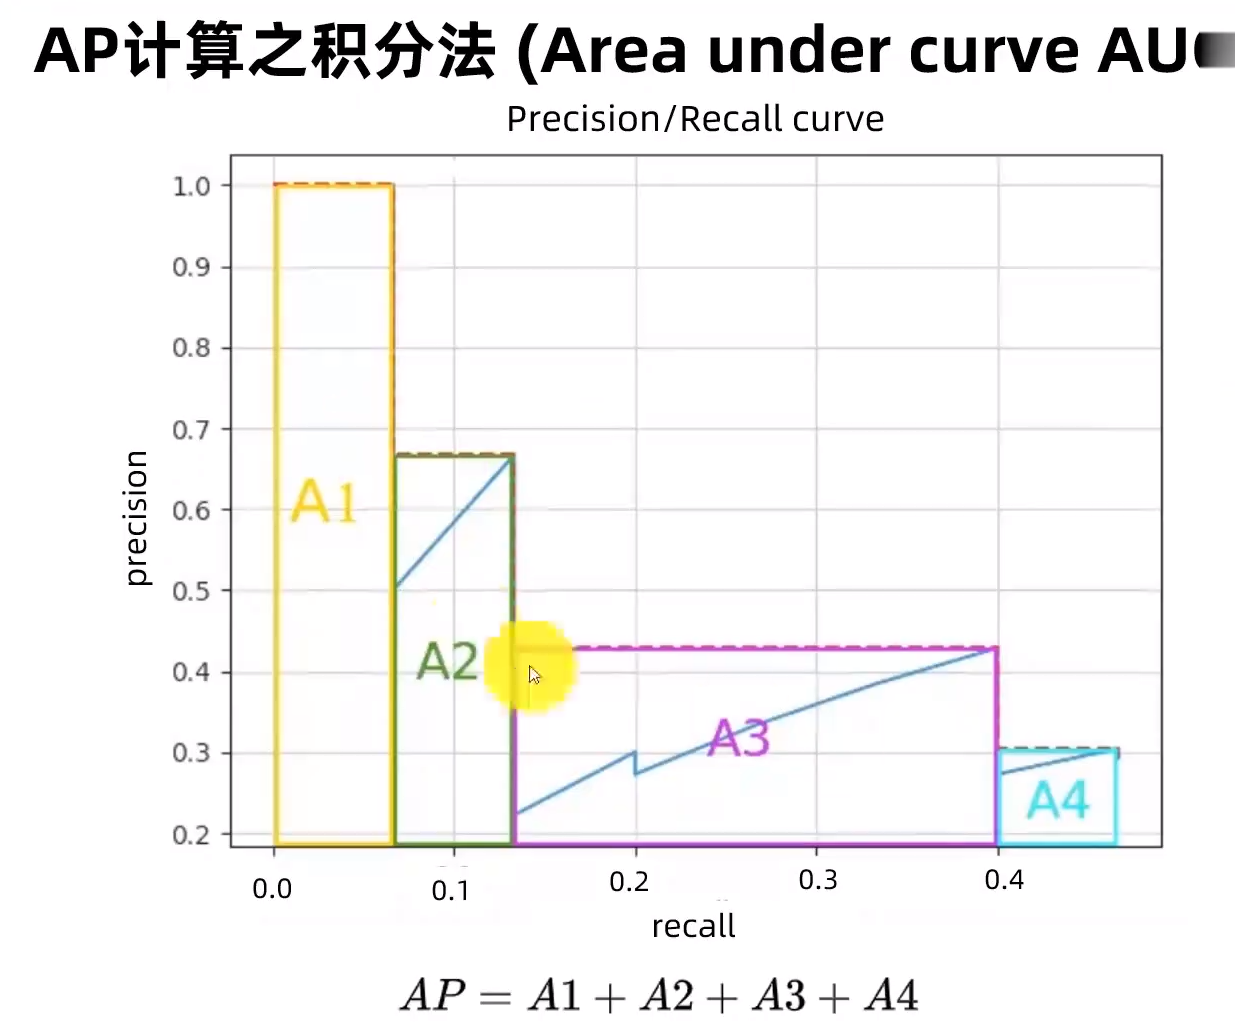 AP计算之积分法 (Area under curve AU
Precision/Recall curve
1.0
0.9
0.8
0.7
0.6
0.5
0.4
0.3
0.2
precision
A1
A2
A3
A4
0.0 0.1 0.2 0.3 0.4
recall
AP = A1 + A2 + A3 + A4